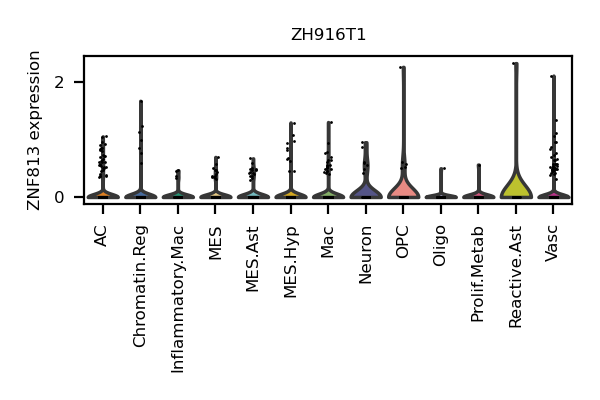 ZH916T1
ZNF813 expression
2
0
AC
Chromatin.Reg
Inflammatory.Mac
MES
MES.Ast
MES.Hyp
Mac
Neuron
OPC
Oligo
Prolif.Metab
Reactive.Ast
Vasc